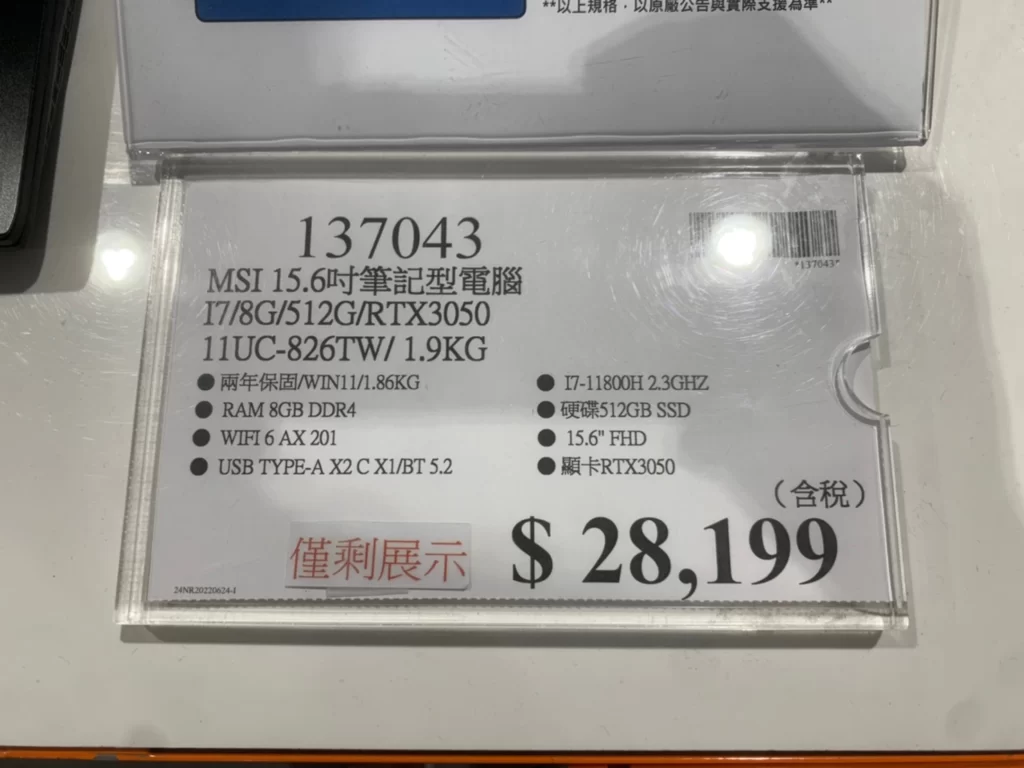 **以上規格，以原廠公告與實際支援為準**
137043
*137043*
MSI 15.6吋筆記型電腦
I7/8G/512G/RTX3050
11UC-826TW/ 1.9KG
● 兩年保固/WIN11/1.86KG
● I7-11800H 2.3GHZ
● RAM 8GB DDR4
● 硬碟512GB SSD
● WIFI 6 AX 201
● 15.6" FHD
● USB TYPE-A X2 C X1/BT 5.2
● 顯卡RTX3050
（含稅）
僅剩展示
$ 28,199
24NR20220624-1